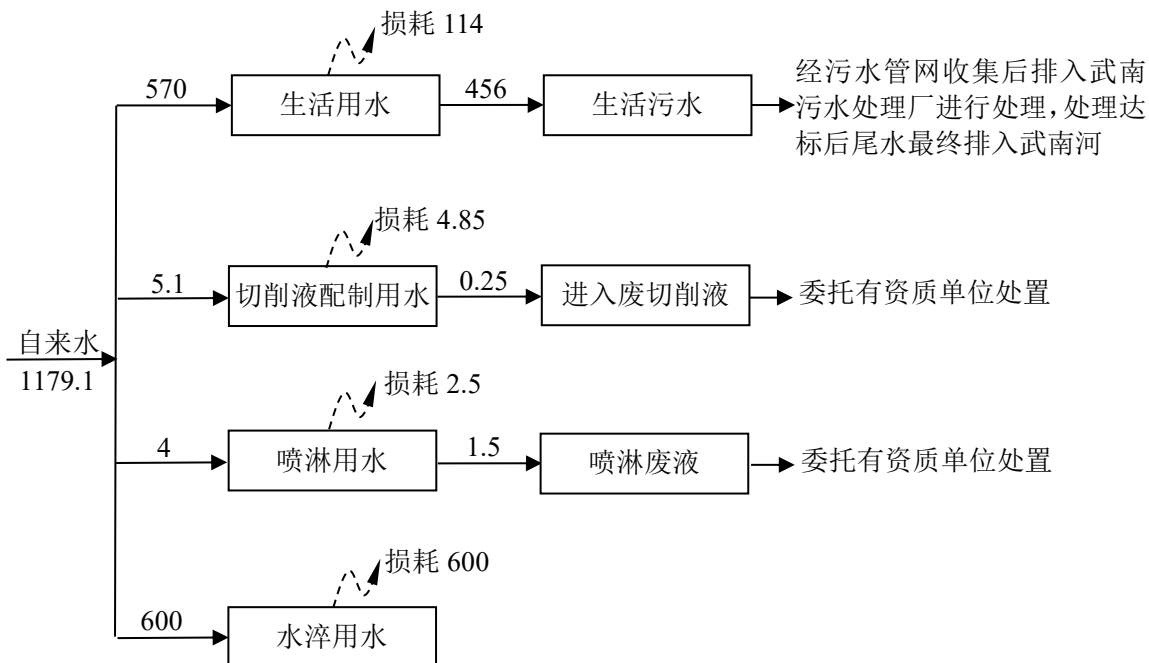 损耗 114
570
生活用水
456
生活污水
经污水管网收集后排入武南
污水处理厂进行处理，处理达
标后尾水最终排入武南河
损耗 4.85
5.1
切削液配制用水
0.25
进入废切削液
委托有资质单位处置
自来水
1179.1
损耗 2.5
4
喷淋用水
1.5
喷淋废液
委托有资质单位处置
损耗 600
600
水淬用水